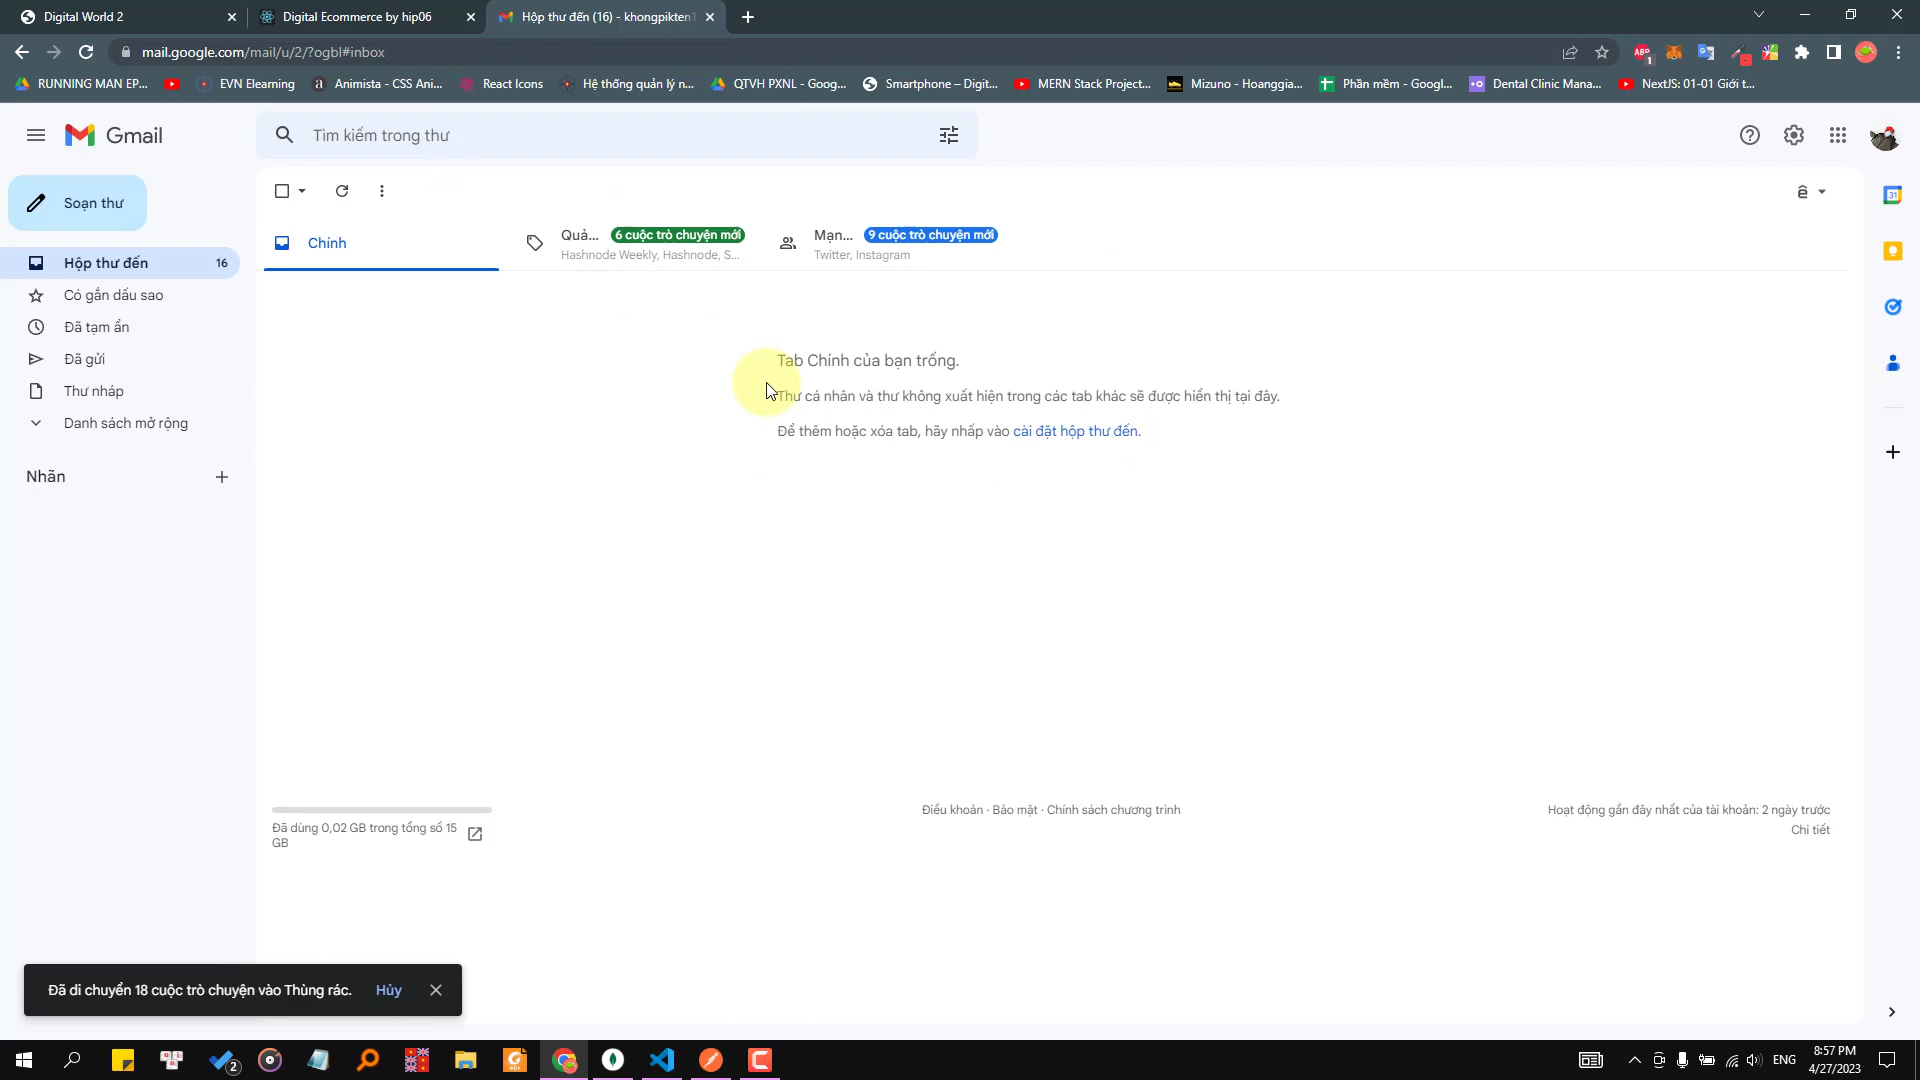 Digital World 2
Digital Ecommerce by hip06
Hộp thư đến (16) - khongpikten1
mail.google.com/mail/u/2/?ogbl#inbox
ABP
1
RUNNING MAN EP...
EVN Elearning
Animista - CSS Ani...
React Icons
Hệ thống quản lý n...
QTVH PXNL - Goog...
Smartphone – Digit...
MERN Stack Project...
Mizuno - Hoanggia...
Phần mềm - Googl...
Dental Clinic Mana...
NextJS: 01-01 Giới t...
Gmail
Tìm kiếm trong thư
Soạn thư
ê
Chính
Quả...
6 cuộc trò chuyện mới
Hashnode Weekly, Hashnode, S...
Mạn...
9 cuộc trò chuyện mới
Twitter, Instagram
31
Hộp thư đến
16
Có gắn dấu sao
Đã tạm ẩn
Đã gửi
Thư nháp
Danh sách mở rộng
Nhãn
Tab Chính của bạn trống.
Thư cá nhân và thư không xuất hiện trong các tab khác sẽ được hiển thị tại đây.
Để thêm hoặc xóa tab, hãy nhấp vào cài đặt hộp thư đến.
Đã dùng 0,02 GB trong tổng số 15
GB
Điều khoản · Bảo mật · Chính sách chương trình
Hoạt động gần đây nhất của tài khoản: 2 ngày trước
Chi tiết
Đã di chuyển 18 cuộc trò chuyện vào Thùng rác.
Hủy
2
ENG
8:57 PM
4/27/2023